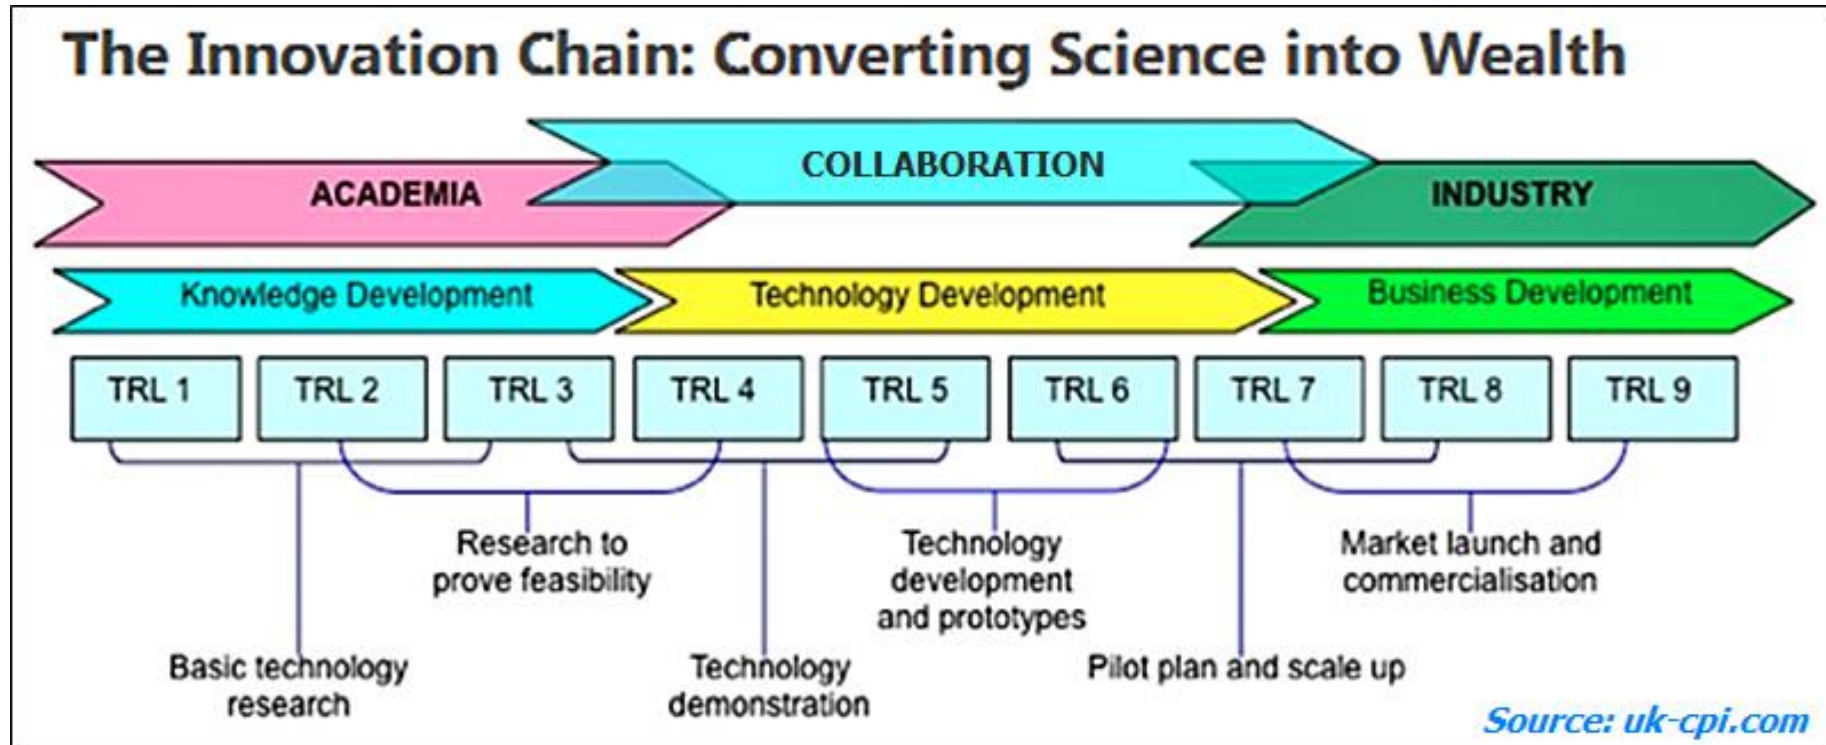 The Innovation Chain: Converting Science into Wealth
COLLABORATION
ACADEMIA
INDUSTRY
Knowledge Development
Technology Development
Business Development
TRL 1
TRL 2
TRL 3
TRL 4
TRL 5
TRL 6
TRL 7
TRL 8
TRL 9
Research to
prove feasibility
Technology
development
and prototypes
Market launch and
commercialisation
Basic technology
research
Technology
demonstration
Pilot plan and scale up
Source: uk-cpi.com